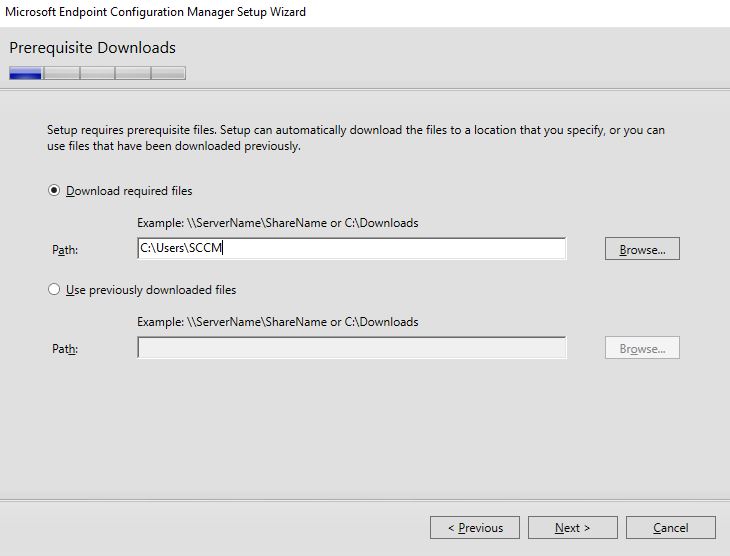 Microsoft Endpoint Configuration Manager Setup Wizard
Prerequisite Downloads
Setup requires prerequisite files. Setup can automatically download the files to a location that you specify, or you can
use files that have been downloaded previously.
Download required files
Example: \\ServerName\ShareName or C:\Downloads
Path: C:\Users\SCCM Browse...
Use previously downloaded files
Example: \\ServerName\ShareName or C:\Downloads
Path: Browse...
< Previous Next > Cancel